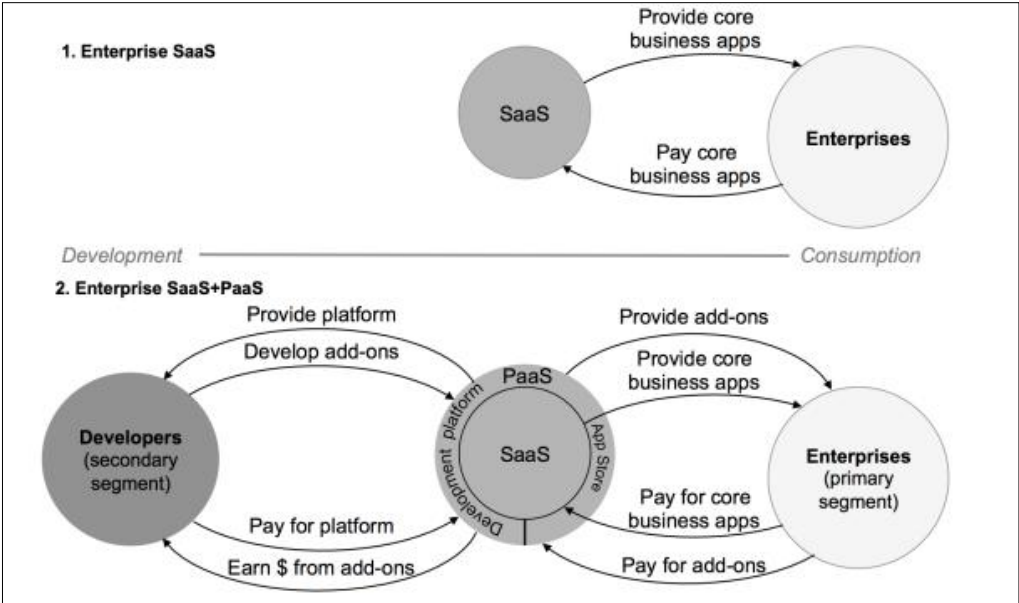 1. Enterprise SaaS
Provide core
business apps
SaaS
Enterprises
Pay core
business apps
Development
Consumption
2. Enterprise SaaS+PaaS
Provide platform
Develop add-ons
Provide add-ons
Provide core
business apps
Developers
(secondary
segment)
PaaS
Development platform
SaaS
App Store
Enterprises
(primary
segment)
Pay for platform
Earn $ from add-ons
Pay for core
business apps
Pay for add-ons